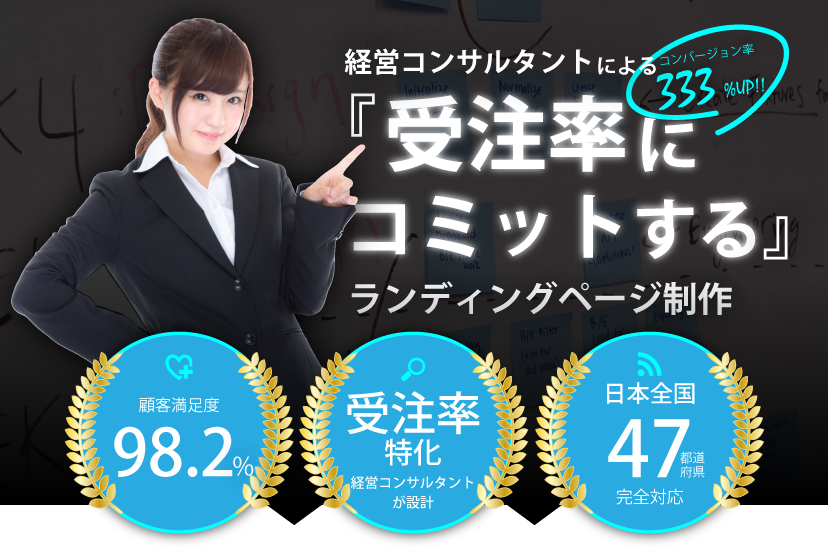 経営コンサルタントによる
コンバージョン率
333%UP!!
『受注率に
コミットする』
ランディングページ制作
顧客満足度
98.2%
受注率
特化
経営コンサルタント
が設計
日本全国
47都道府県
完全対応